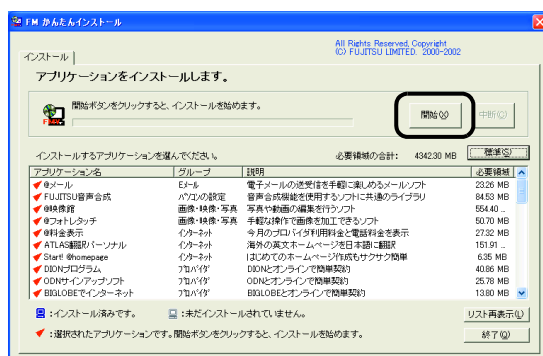 FM かんたんインストール
All Rights Reserved, Copyright
(C) FUJITSU LIMITED. 2000-2002
インストール
アプリケーションをインストールします。
開始ボタンをクリックすると、インストールを始めます。
開始(X)
中断(C)
インストールするアプリケーションを選んでください。
必要領域の合計: 4342.30 MB
標準(S)
アプリケーション名 グループ 説明 必要領域
@メール Eメール 電子メールの送受信を手軽に楽しめるメールソフト 23.26 MB
FUJITSU音声合成 パソコンの設定 音声合成機能を使用するソフトに共通のライブラリ 84.53 MB
@映像館 画像・映像・写真 写真や動画の編集を行うソフト 554.40 ...
@フォトレタッチ 画像・映像・写真 手軽な操作で画像を加工できるソフト 50.70 MB
@料金表示 インターネット 今月のプロバイダ利用料金と電話料金を表示 27.32 MB
ATLAS翻訳パーソナル インターネット 海外の英文ホームページを日本語に翻訳 151.91 ...
Start! @homepage インターネット はじめてのホームページ作成もサクサク簡単 6.35 MB
DIONプログラム プロバイダ DIONとオンラインで簡単契約 40.86 MB
ODNサインアップソフト プロバイダ ODNとオンラインで簡単契約 25.78 MB
BIGLOBEでインターネット プロバイダ BIGLOBEとオンラインで簡単契約 13.80 MB
:インストール済みです。 :未だインストールされていません。
リスト再表示(L)
:選択されたアプリケーションです。開始ボタンをクリックすると、インストールを始めます。
終了(Q)